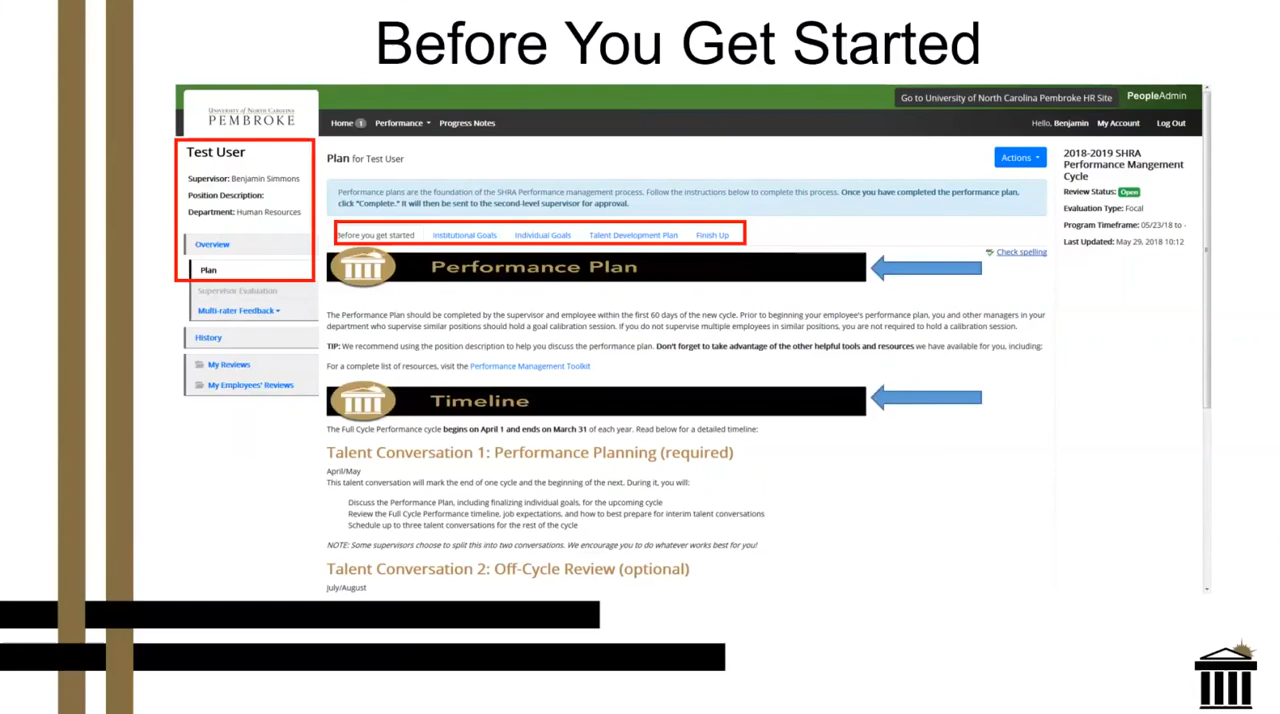 Before You Get Started
UNIVERSITY OF NORTH CAROLINA
PEMBROKE
Go to University of North Carolina Pembroke HR Site
PeopleAdmin
Home 1 Performance Progress Notes
Hello, Benjamin My Account Log Out
Test User
Supervisor: Benjamin Simmons
Position Description:
Department: Human Resources
Overview
Plan
Supervisor Evaluation
Multi-rater Feedback
History
My Reviews
My Employees' Reviews
Plan for Test User
Actions
Performance plans are the foundation of the SHRA Performance management process. Follow the instructions below to complete this process. Once you have completed the performance plan,
click "Complete." It will then be sent to the second-level supervisor for approval.
Before you get started Institutional Goals Individual Goals Talent Development Plan Finish Up
Check spelling
Performance Plan
The Performance Plan should be completed by the supervisor and employee within the first 60 days of the new cycle. Prior to beginning your employee's performance plan, you and other managers in your
department who supervise similar positions should hold a goal calibration session. If you do not supervise multiple employees in similar positions, you are not required to hold a calibration session.
TIP: We recommend using the position description to help you discuss the performance plan. Don't forget to take advantage of the other helpful tools and resources we have available for you, including:
For a complete list of resources, visit the Performance Management Toolkit
Timeline
The Full Cycle Performance cycle begins on April 1 and ends on March 31 of each year. Read below for a detailed timeline:
Talent Conversation 1: Performance Planning (required)
April/May
This talent conversation will mark the end of one cycle and the beginning of the next. During it, you will:
Discuss the Performance Plan, including finalizing individual goals, for the upcoming cycle
Review the Full Cycle Performance timeline, job expectations, and how to best prepare for interim talent conversations
Schedule up to three talent conversations for the rest of the cycle
NOTE: Some supervisors choose to split this into two conversations. We encourage you to do whatever works best for you!
Talent Conversation 2: Off-Cycle Review (optional)
July/August
2018-2019 SHRA
Performance Mangement
Cycle
Review Status: Open
Evaluation Type: Focal
Program Timeframe: 05/23/18 to -
Last Updated: May 29, 2018 10:12